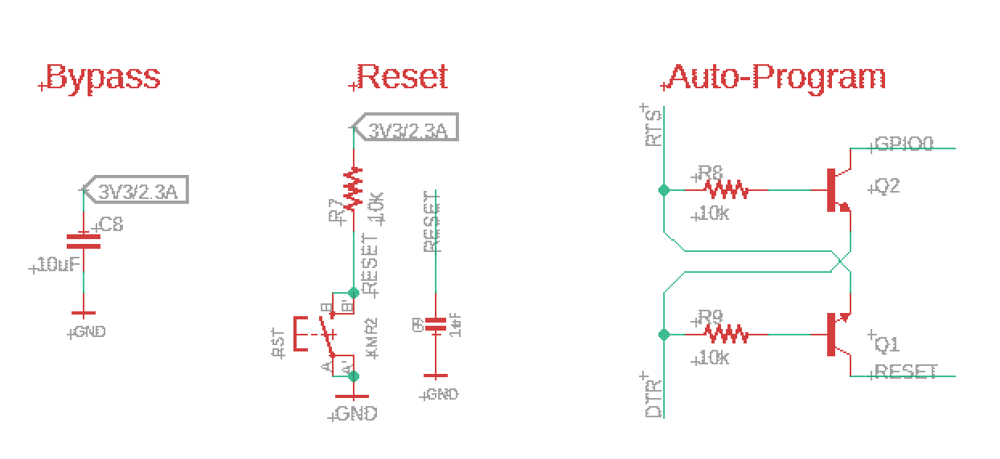 Bypass
3V3/2.3A
C8
10uF
GND
Reset
3V3/2.3A
R7
10K
RESET
B
B'
RST
KMR2
A
A'
GND
RESET
GND
Auto-Program
RTS
GPIO0
R8
Q2
10k
R9
Q1
10k
RESET
DTR